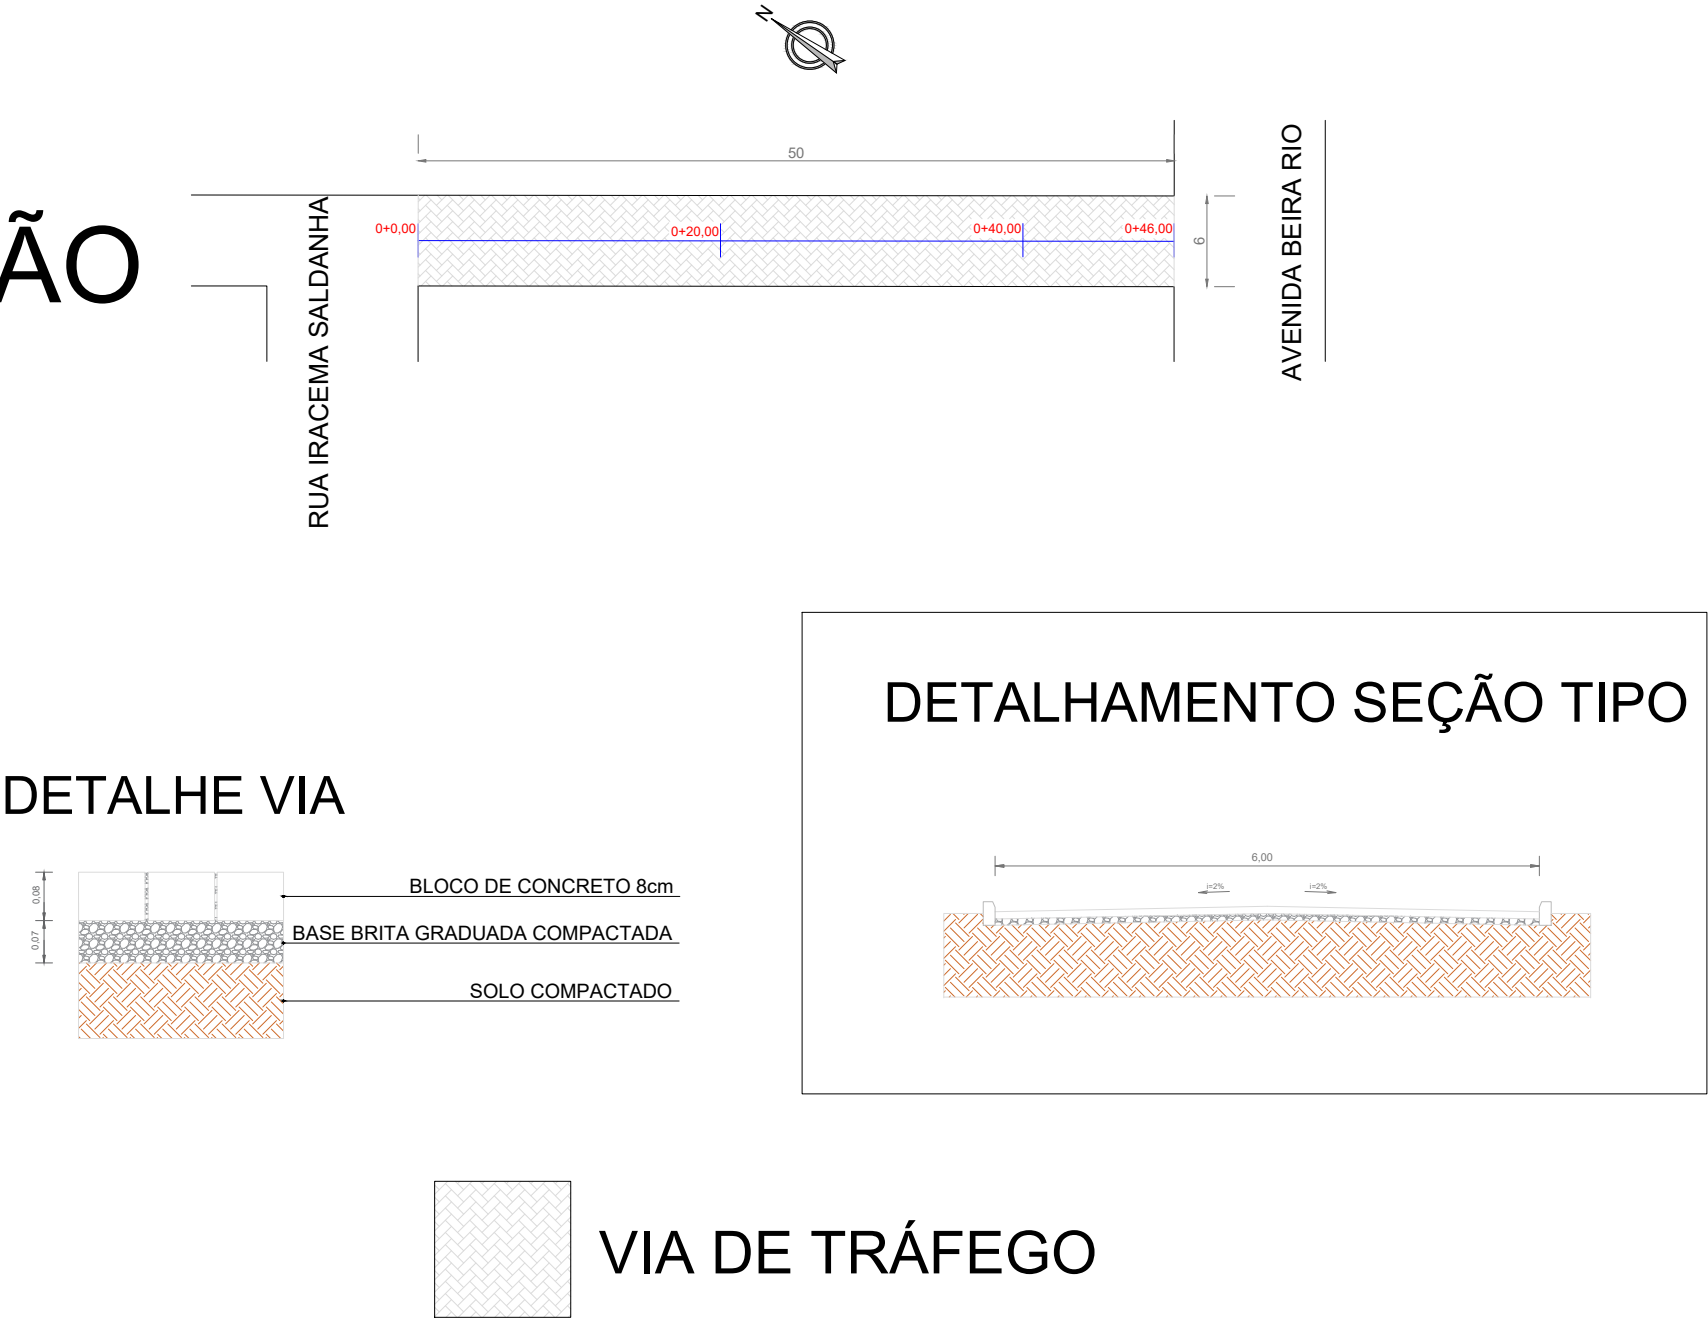 N
50
0+0,00
0+20,00
0+40,00
0+46,00
6
AVENIDA BEIRA RIO
RUA IRACEMA SALDANHA
ÃO
DETALHAMENTO SEÇÃO TIPO
6,00
i=2%
i=2%
DETALHE VIA
0,08
0,07
BLOCO DE CONCRETO 8cm
BASE BRITA GRADUADA COMPACTADA
SOLO COMPACTADO
VIA DE TRÁFEGO